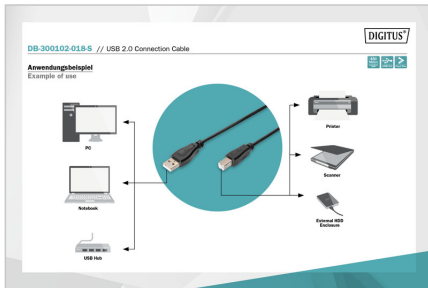 DIGITUS®
DB-300102-018-S // USB 2.0 Connection Cable
Anwendungsbeispiel
Example of use
PC
Printer
Scanner
Notebook
External HDD
Enclosure
USB Hub